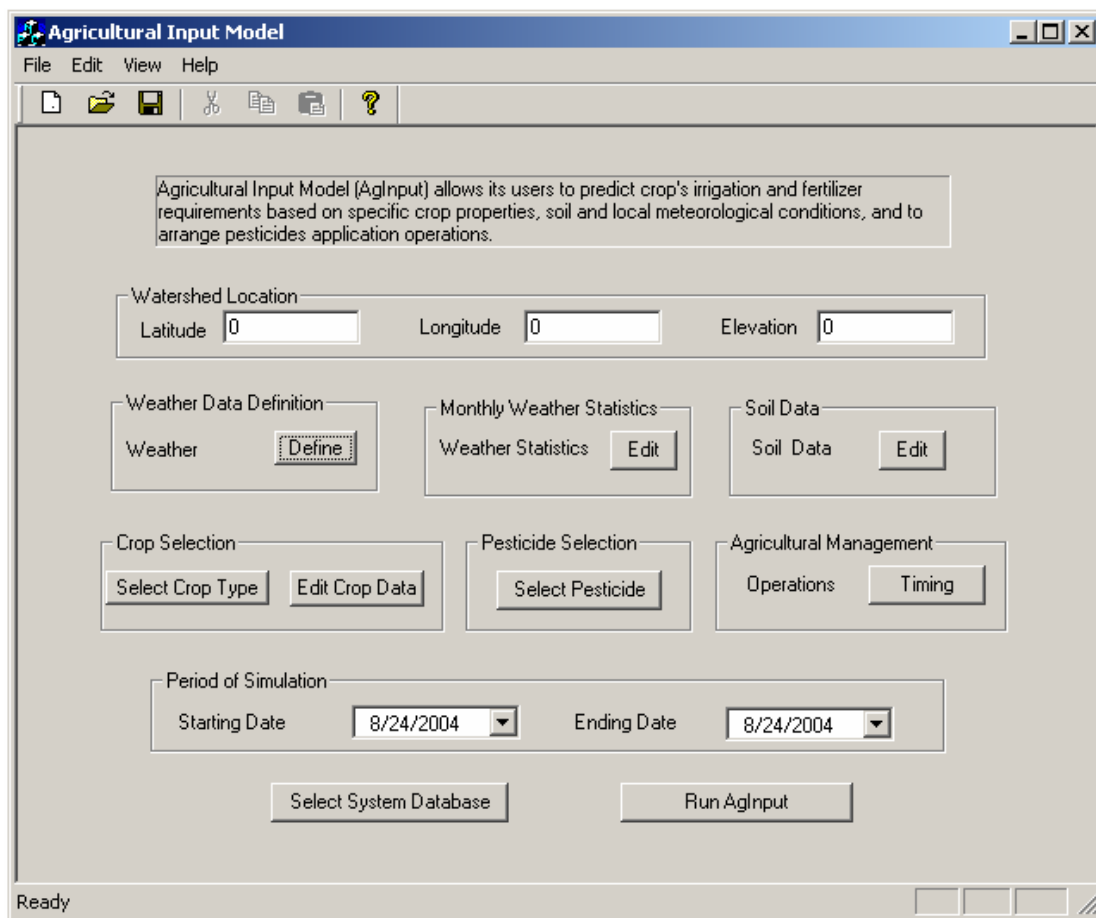 Agricultural Input Model
File Edit View Help
Agricultural Input Model (AgInput) allows its users to predict crop's irrigation and fertilizer
requirements based on specific crop properties, soil and local meteorological conditions, and to
arrange pesticides application operations.
Watershed Location
Latitude 0 Longitude 0 Elevation 0
Weather Data Definition Monthly Weather Statistics Soil Data
Weather Define Weather Statistics Edit Soil Data Edit
Crop Selection Pesticide Selection Agricultural Management
Select Crop Type Edit Crop Data Select Pesticide Operations Timing
Period of Simulation
Starting Date 8/24/2004 Ending Date 8/24/2004
Select System Database Run AgInput
Ready